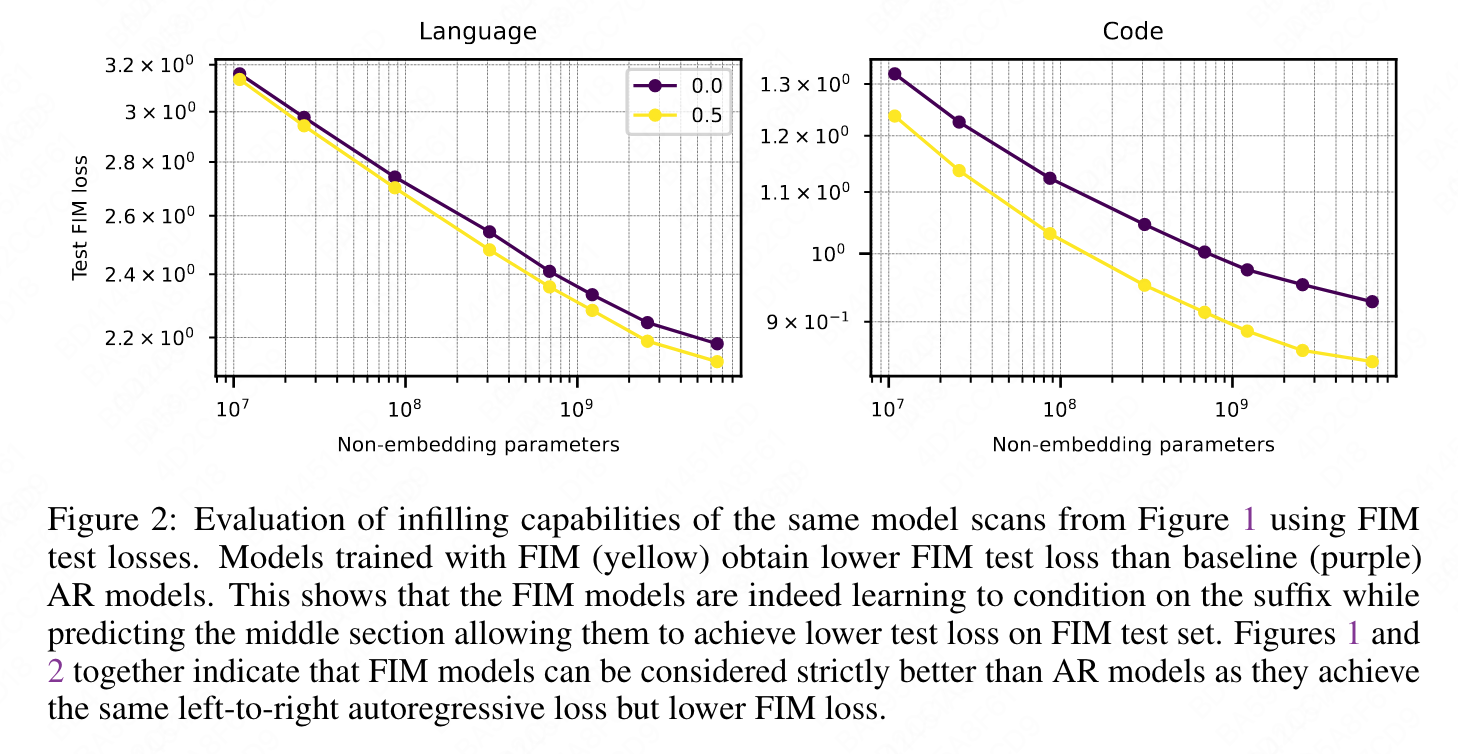 Language
Code
3.2 × 10⁰
3 × 10⁰
2.8 × 10⁰
2.6 × 10⁰
2.4 × 10⁰
2.2 × 10⁰
Test FIM loss
0.0
0.5
10⁷
10⁸
10⁹
Non-embedding parameters
1.3 × 10⁰
1.2 × 10⁰
1.1 × 10⁰
10⁰
9 × 10⁻¹
10⁷
10⁸
10⁹
Non-embedding parameters
Figure 2: Evaluation of infilling capabilities of the same model scans from Figure 1 using FIM
test losses. Models trained with FIM (yellow) obtain lower FIM test loss than baseline (purple)
AR models. This shows that the FIM models are indeed learning to condition on the suffix while
predicting the middle section allowing them to achieve lower test loss on FIM test set. Figures 1 and
2 together indicate that FIM models can be considered strictly better than AR models as they achieve
the same left-to-right autoregressive loss but lower FIM loss.